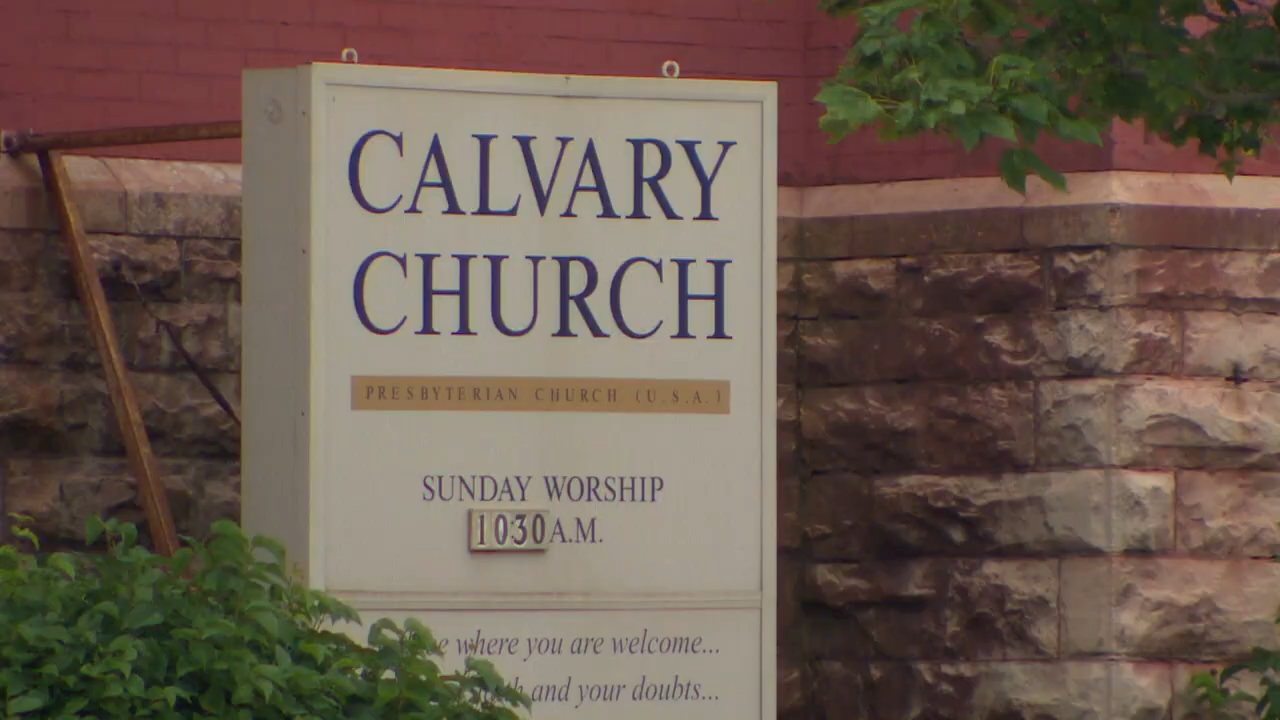 CALVARY
CHURCH
PRESBYTERIAN CHURCH (U.S.A.)
SUNDAY WORSHIP
1030 A.M.
where you are welcome...
and your doubts...